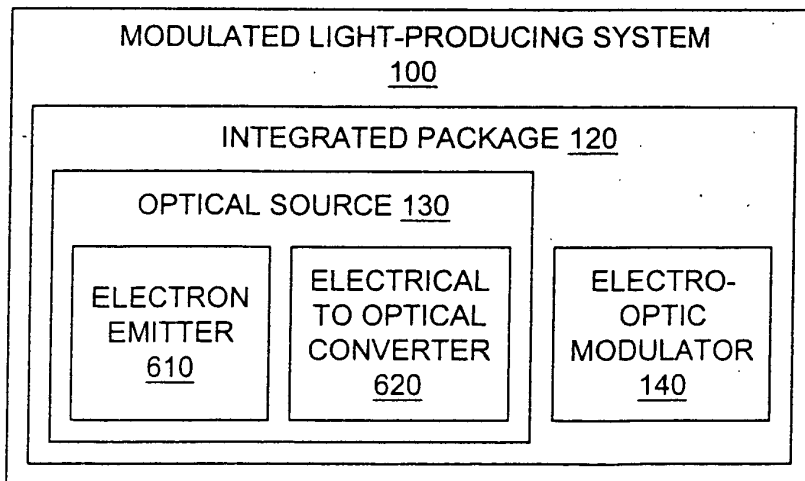 MODULATED LIGHT-PRODUCING SYSTEM
100
INTEGRATED PACKAGE 120
OPTICAL SOURCE 130
ELECTRON
EMITTER
610
ELECTRICAL
TO OPTICAL
CONVERTER
620
ELECTRO-
OPTIC
MODULATOR
140